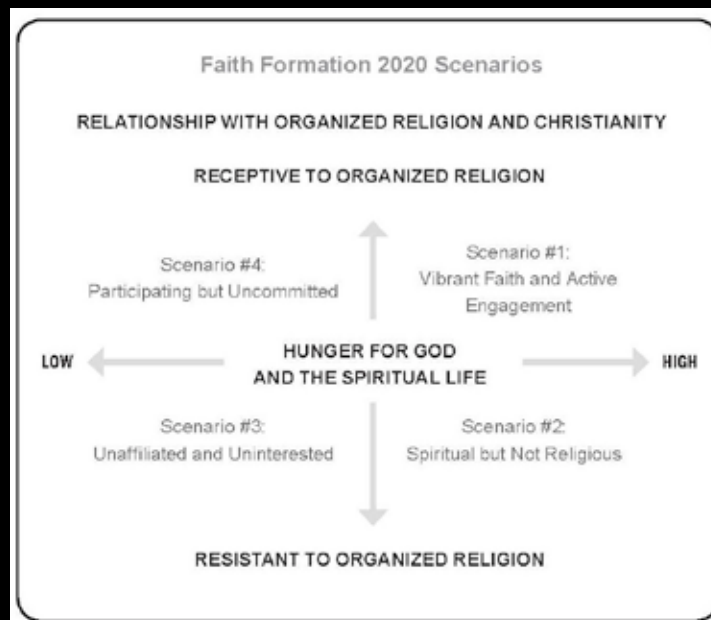 Faith Formation 2020 Scenarios
RELATIONSHIP WITH ORGANIZED RELIGION AND CHRISTIANITY
RECEPTIVE TO ORGANIZED RELIGION
Scenario #4:
Participating but Uncommitted
Scenario #1:
Vibrant Faith and Active
Engagement
LOW
HUNGER FOR GOD
AND THE SPIRITUAL LIFE
HIGH
Scenario #3:
Unaffiliated and Uninterested
Scenario #2:
Spiritual but Not Religious
RESISTANT TO ORGANIZED RELIGION